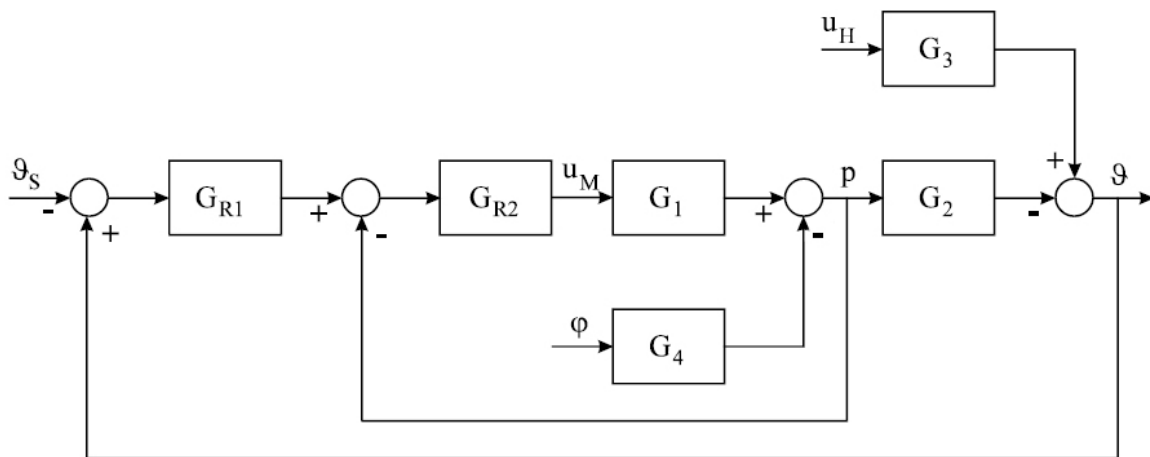 u_H
G_3
ϑ_S
-
+
G_R1
+
-
G_R2
u_M
G_1
+
-
p
G_2
-
+
ϑ
φ
G_4